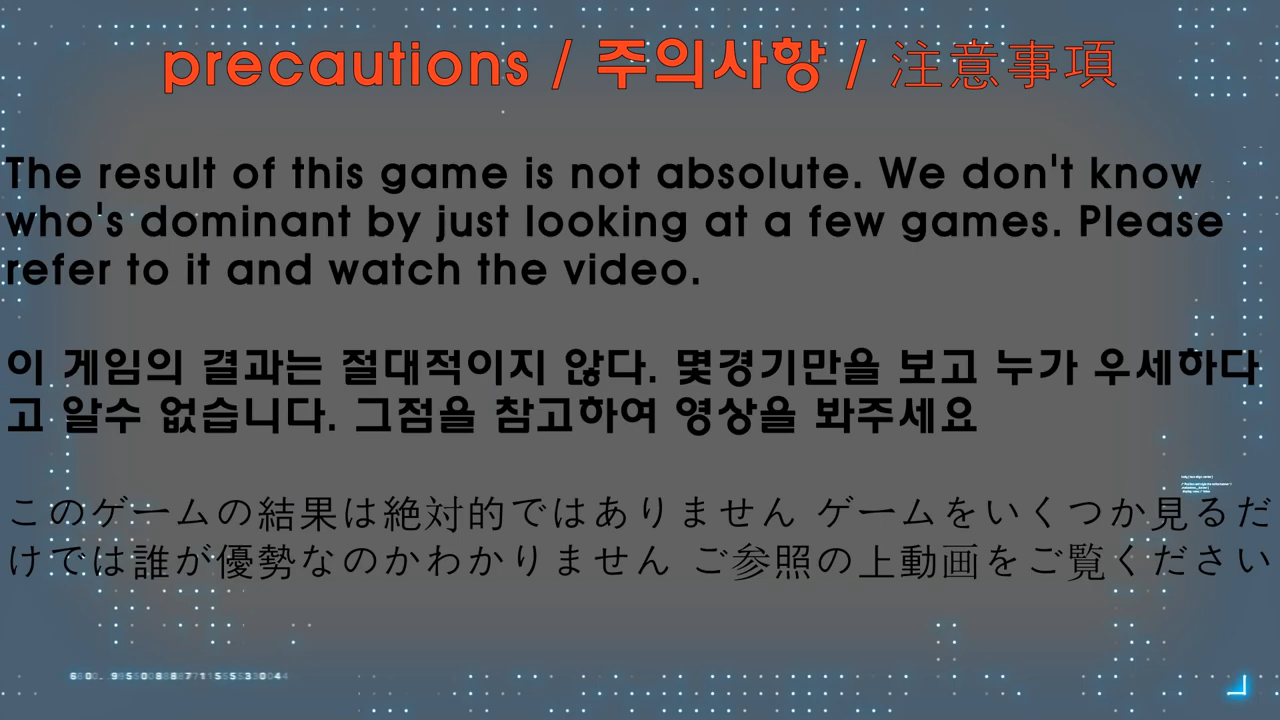 precautions / 주의사항 / 注意事項
The result of this game is not absolute. We don't know
who's dominant by just looking at a few games. Please
refer to it and watch the video.
이 게임의 결과는 절대적이지 않다. 몇경기만을 보고 누가 우세하다
고 알수 없습니다. 그점을 참고하여 영상을 봐주세요
このゲームの結果は絶対的ではありません ゲームをいくつか見るだ
けでは誰が優勢なのかわかりません ご参照の上動画をご覧ください